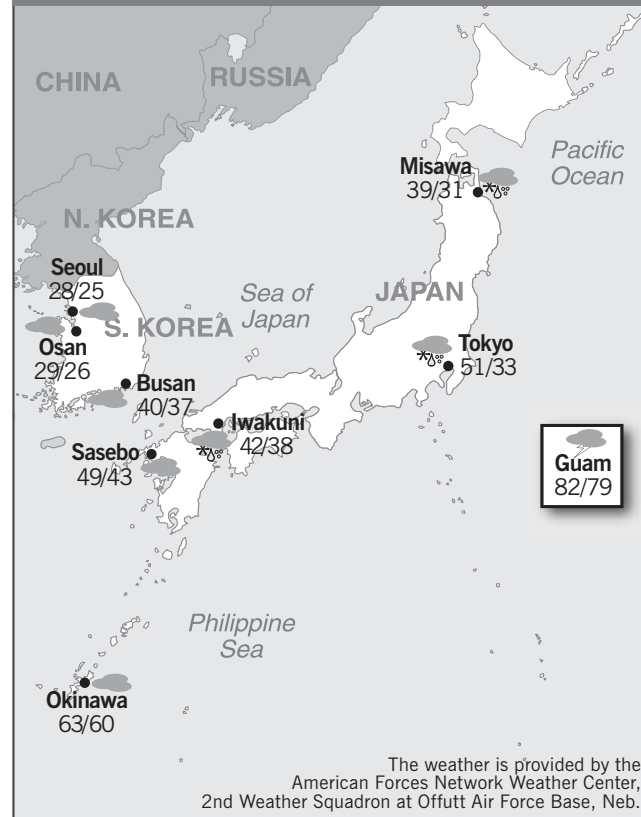 CHINA
RUSSIA
Pacific
Ocean
Misawa
39/31
N. KOREA
Seoul
28/25
Sea of
Japan
JAPAN
S. KOREA
Osan
29/26
Tokyo
51/33
Busan
40/37
Iwakuni
42/38
Sasebo
49/43
Guam
82/79
Philippine
Sea
Okinawa
63/60
The weather is provided by the
American Forces Network Weather Center,
2nd Weather Squadron at Offutt Air Force Base, Neb.